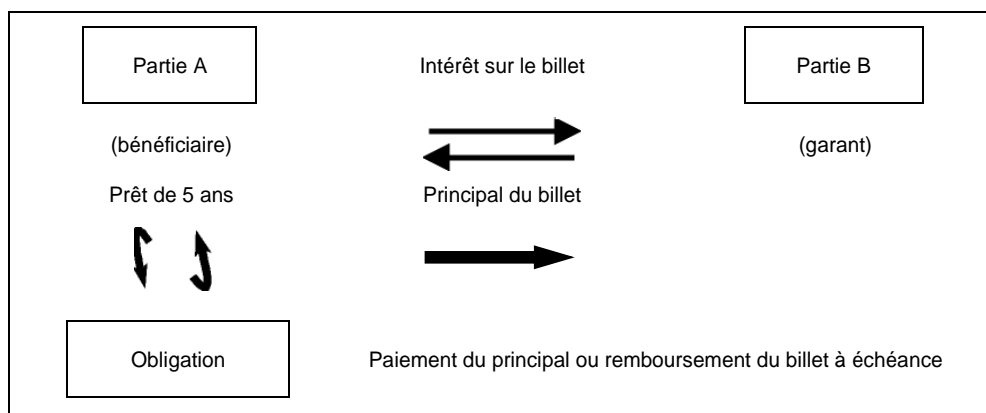 Partie A
Intérêt sur le billet
Partie B
(bénéficiaire)
(garant)
Prêt de 5 ans
Principal du billet
Obligation
Paiement du principal ou remboursement du billet à échéance